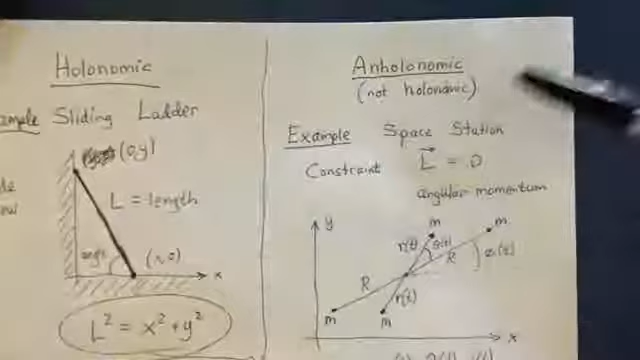 Holonomic
Sliding Ladder
(0,y)
L = length
angle
(x,0)
x
L² = x² + y²
Anholonomic
(not holonomic)
Example Space Station
Constraint L⃗ = 0
angular momentum
y
m
m
r(t)
θ(t)
R
φ(t)
R
r(t)
m
m
x